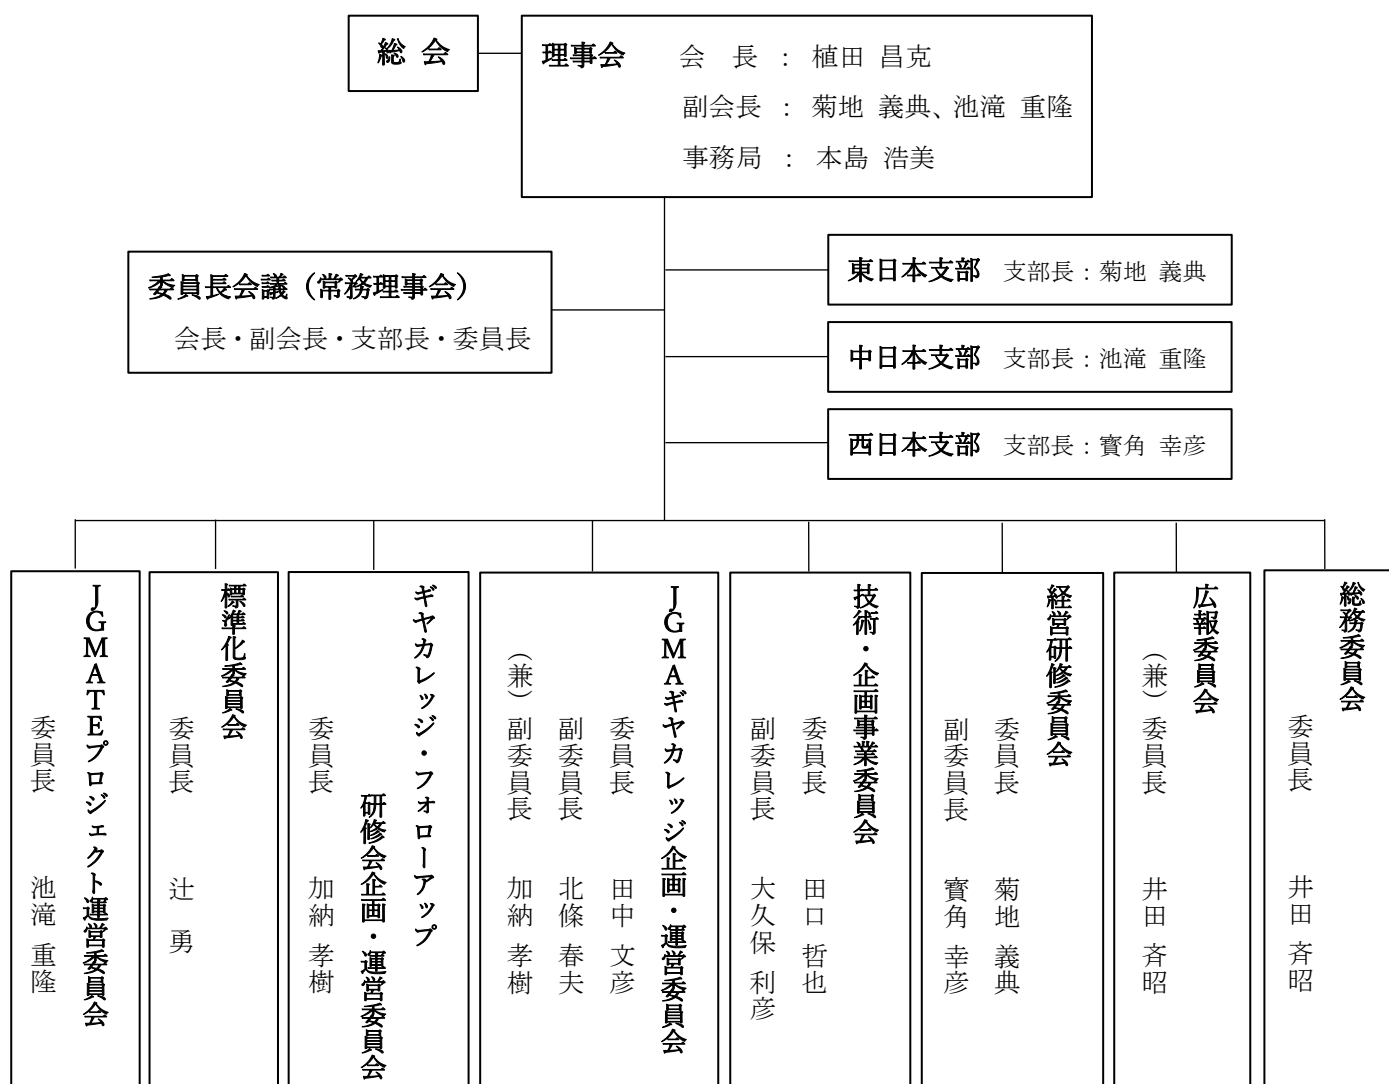 総 会
理事会 会 長 : 植田 昌克
副会長 : 菊地 義典、池滝 重隆
事務局 : 本島 浩美
委員長会議（常務理事会）
会長・副会長・支部長・委員長
東日本支部 支部長：菊地 義典
中日本支部 支部長：池滝 重隆
西日本支部 支部長：寳角 幸彦
総務委員会
委員長 井田 斉昭
広報委員会
（兼）委員長 井田 斉昭
経営研修委員会
委員長 菊地 義典
副委員長 寳角 幸彦
技術・企画事業委員会
委員長 田口 哲也
副委員長 大久保 利彦
JGMAギヤカレッジ企画・運営委員会
委員長 田中 文彦
副委員長 北條 春夫
（兼）副委員長 加納 孝樹
ギヤカレッジ・フォローアップ
研修会企画・運営委員会
委員長 加納 孝樹
標準化委員会
委員長 辻 勇
JGMATEプロジェクト運営委員会
委員長 池滝 重隆